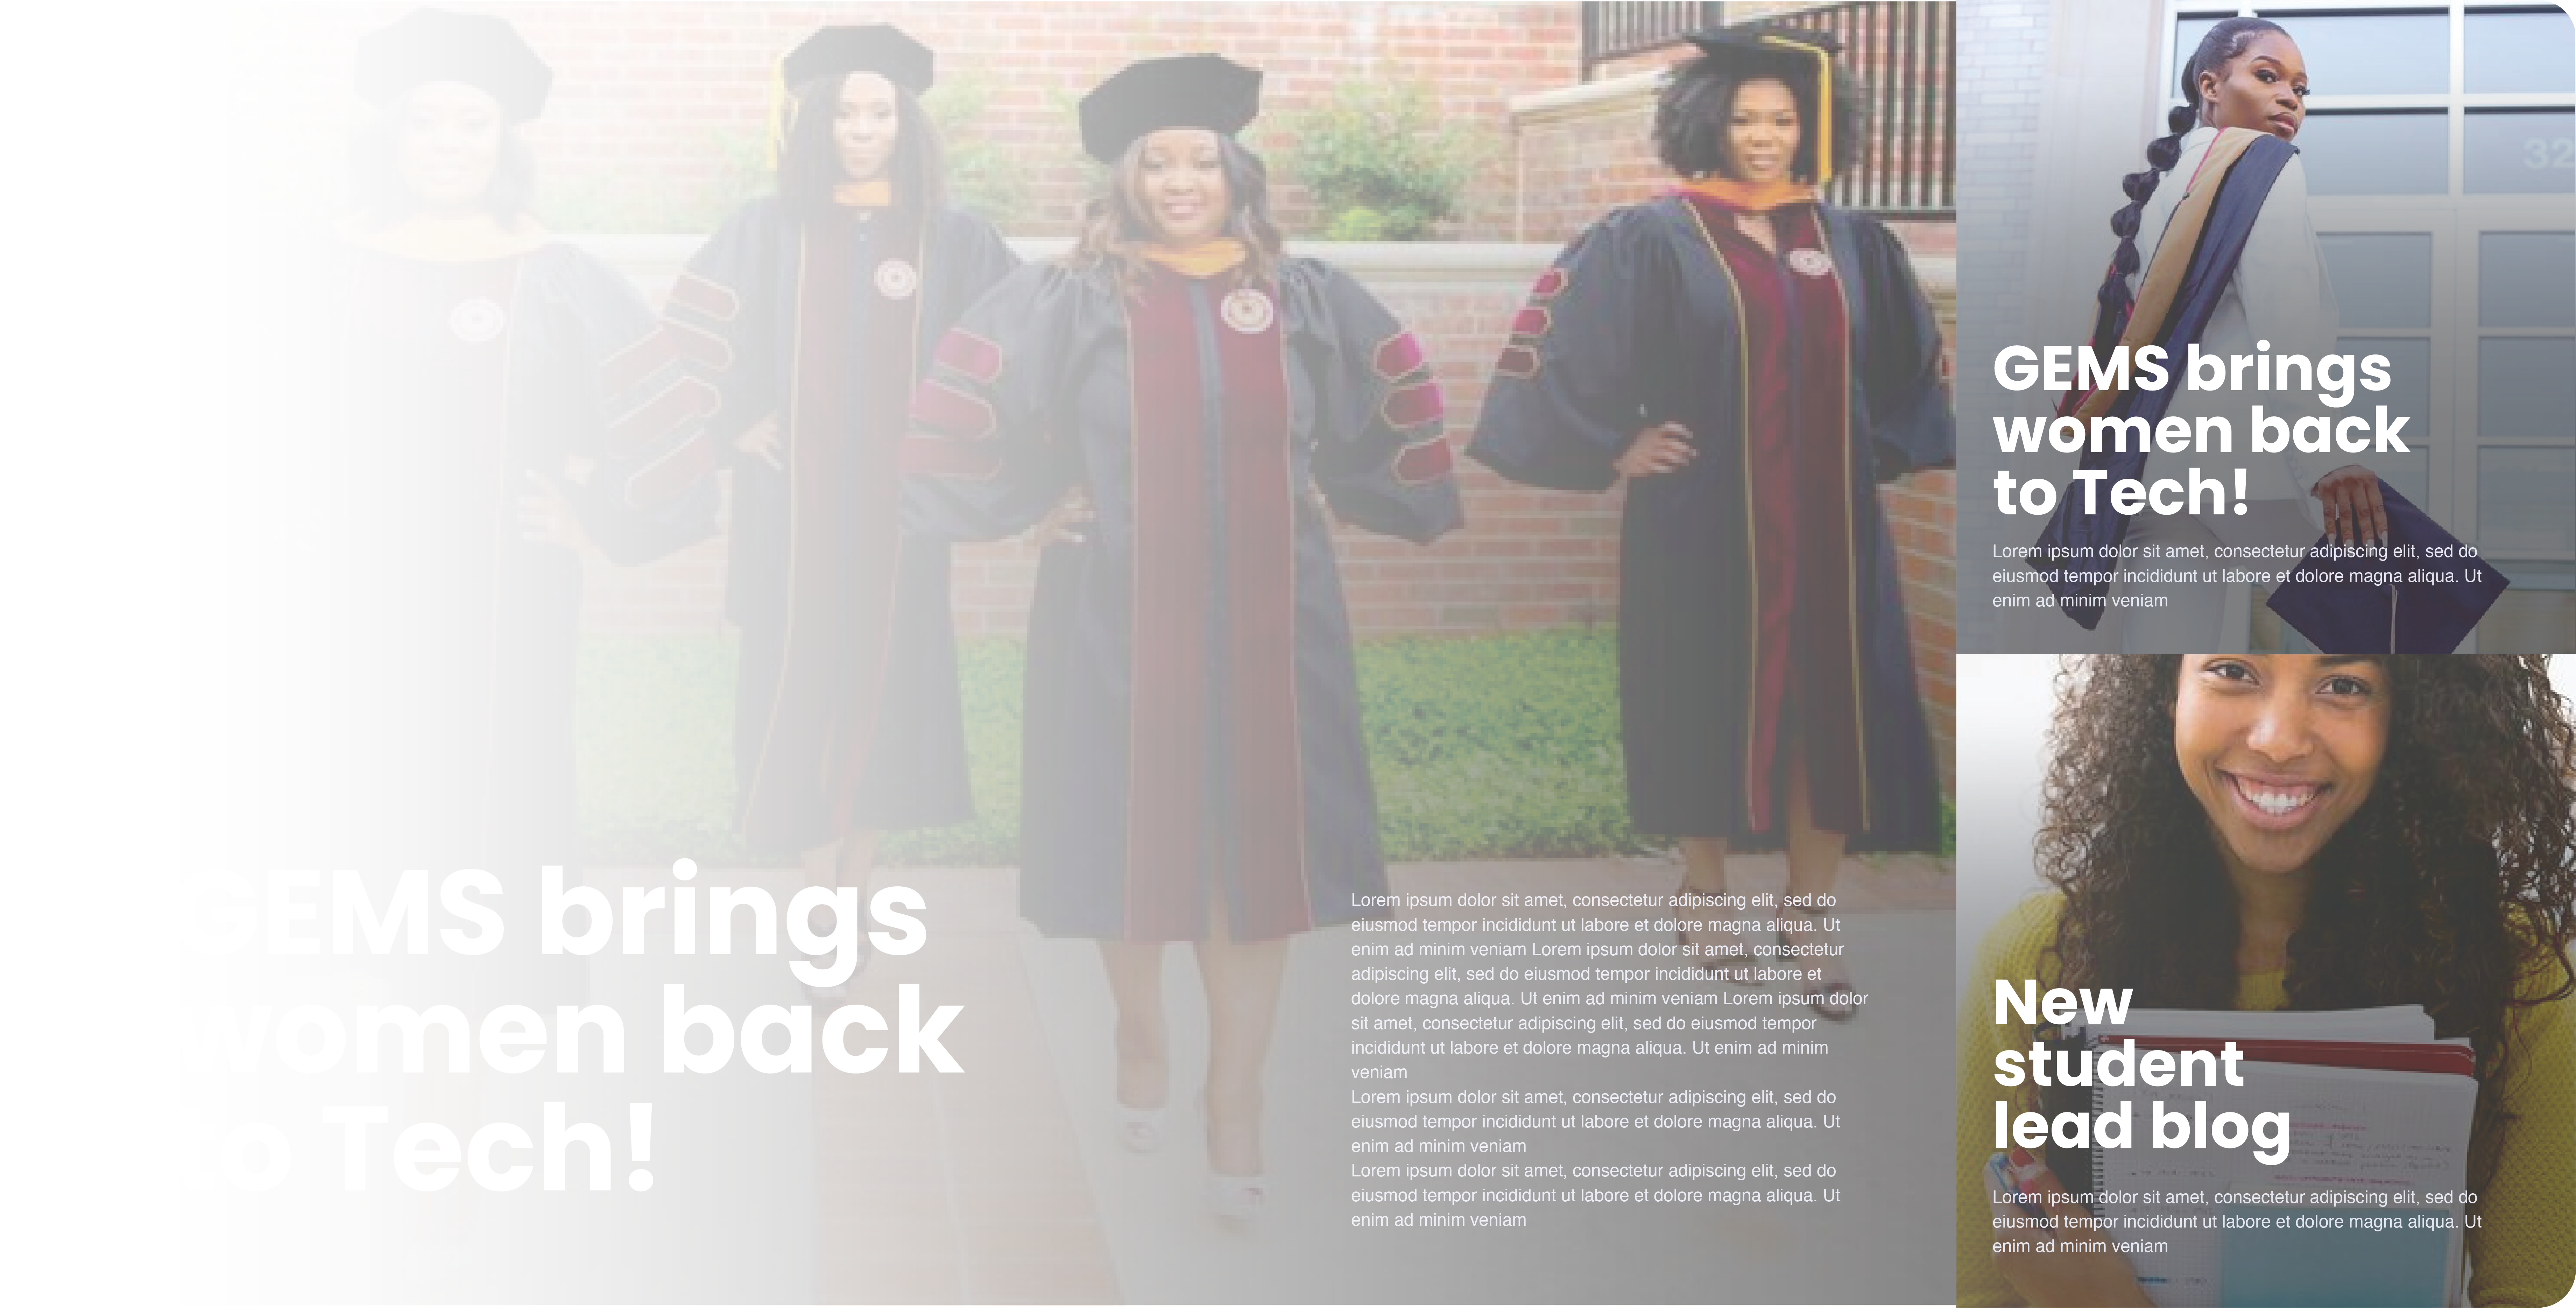 GEMS brings
women back
to Tech!
Lorem ipsum dolor sit amet, consectetur adipiscing elit, sed do
eiusmod tempor incididunt ut labore et dolore magna aliqua. Ut
enim ad minim veniam Lorem ipsum dolor sit amet, consectetur
adipiscing elit, sed do eiusmod tempor incididunt ut labore et
dolore magna aliqua. Ut enim ad minim veniam Lorem ipsum dolor
sit amet, consectetur adipiscing elit, sed do eiusmod tempor
incididunt ut labore et dolore magna aliqua. Ut enim ad minim
veniam
Lorem ipsum dolor sit amet, consectetur adipiscing elit, sed do
eiusmod tempor incididunt ut labore et dolore magna aliqua. Ut
enim ad minim veniam
Lorem ipsum dolor sit amet, consectetur adipiscing elit, sed do
eiusmod tempor incididunt ut labore et dolore magna aliqua. Ut
enim ad minim veniam
32
GEMS brings
women back
to Tech!
Lorem ipsum dolor sit amet, consectetur adipiscing elit, sed do
eiusmod tempor incididunt ut labore et dolore magna aliqua. Ut
enim ad minim veniam
New
student
lead blog
Lorem ipsum dolor sit amet, consectetur adipiscing elit, sed do
eiusmod tempor incididunt ut labore et dolore magna aliqua. Ut
enim ad minim veniam